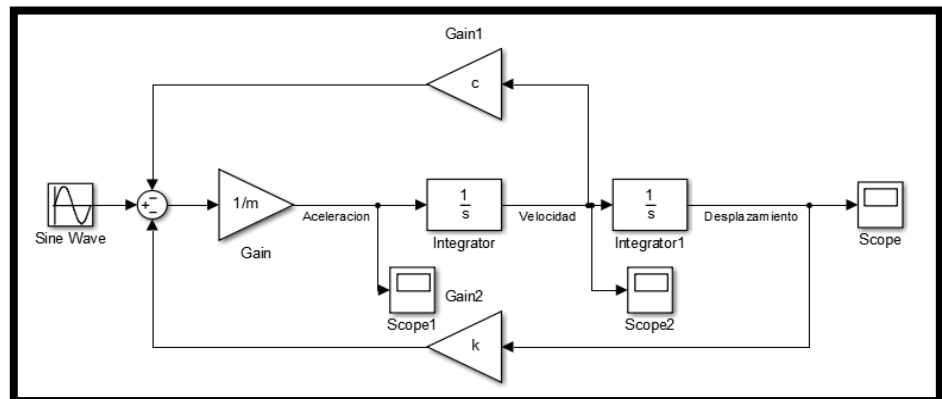 Gain1
c
+
−
−
Sine Wave
1/m
Gain
Aceleracion
1
s
Integrator
Velocidad
1
s
Integrator1
Desplazamiento
Scope
Scope1
Gain2
k
Scope2